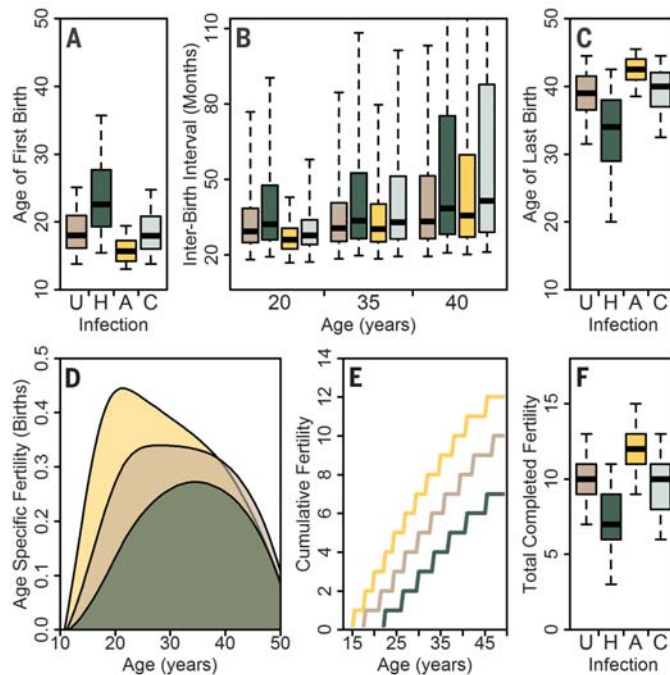 A
Age of First Birth
50
40
30
20
10
U H A C
Infection
B
Inter-Birth Interval (Months)
110
80
50
20
20 35 40
Age (years)
C
Age of Last Birth
50
40
30
20
10
U H A C
Infection
D
Age Specific Fertility (Births)
0.5
0.4
0.3
0.2
0.1
0.0
10 20 30 40 50
Age (years)
E
Cumulative Fertility
14
12
10
8
6
4
2
0
15 25 35 45
Age (years)
F
Total Completed Fertility
15
10
5
0
U H A C
Infection